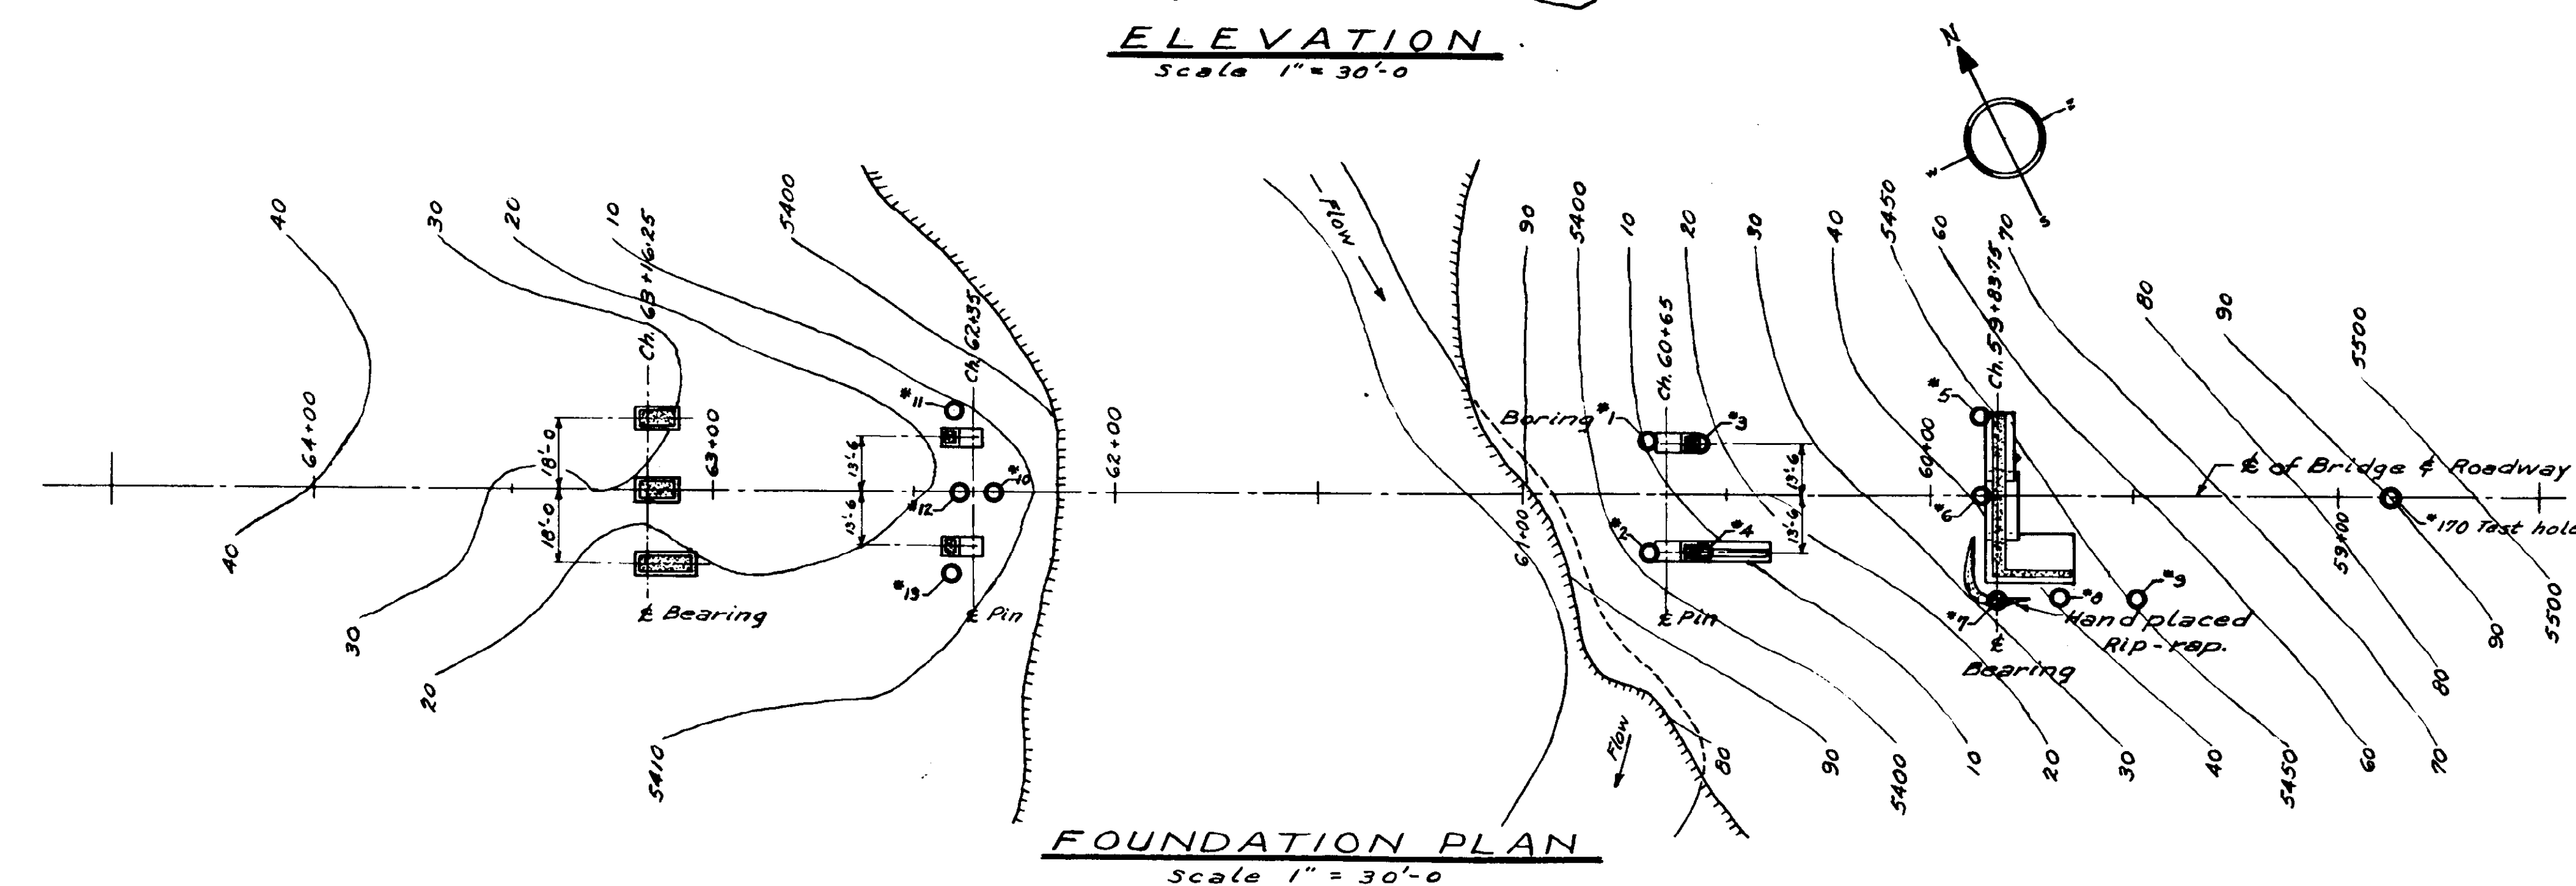 ELEVATION
Scale 1" = 30'-0
N
S
40
30
20
10
5400
Ch. 63+16.25
Ch. 62+35
Flow
90
5400
10
20
30
40
5450
60
70
80
90
5500
Ch. 60+65
Ch. 59+83.75
64+00
18'-0
18'-0
63+00
13'-6
13'-6
#11
#12
#10
#13
62+00
61+00
Boring #1
#3
#2
#4
13'-6
13'-6
60+00
#5
#6
#7
#8
#9
℄ of Bridge & Roadway
59+00
#170 Test hole
℄ Bearing
℄ Pin
℄ Pin
℄
Bearing
Hand placed
Rip-rap.
40
30
20
5410
Flow
80
90
5400
10
20
30
40
5450
60
70
80
90
5500
FOUNDATION PLAN
Scale 1" = 30'-0